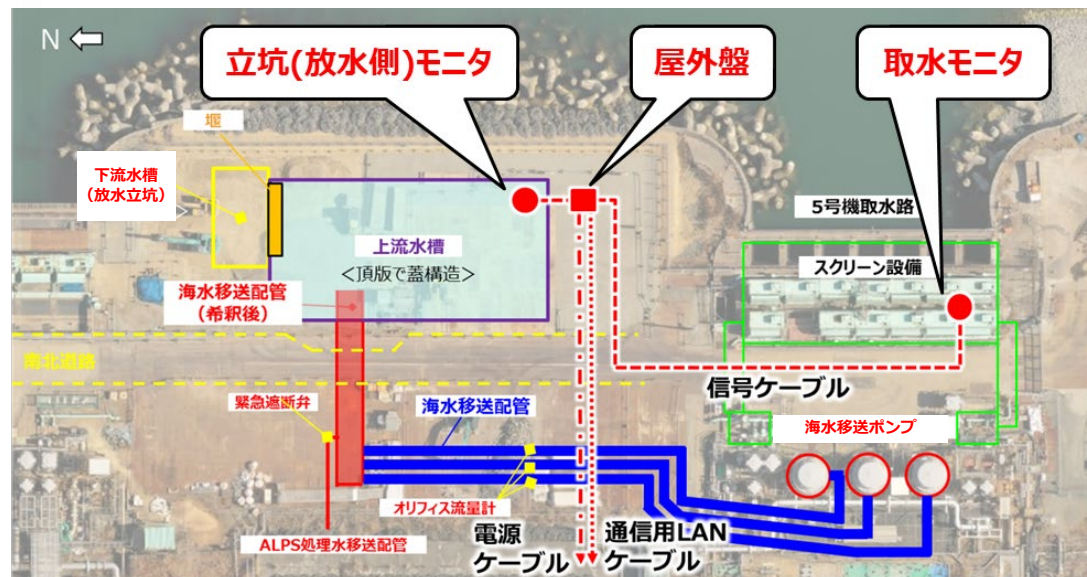 N
立坑(放水側)モニタ
屋外盤
取水モニタ
堰
下流水槽
（放水立坑）
5号機取水路
上流水槽
＜頂版で蓋構造＞
スクリーン設備
海水移送配管
（希釈後）
南北道路
信号ケーブル
緊急遮断弁
海水移送配管
海水移送ポンプ
オリフィス流量計
電源
ケーブル
通信用LAN
ケーブル
ALPS処理水移送配管